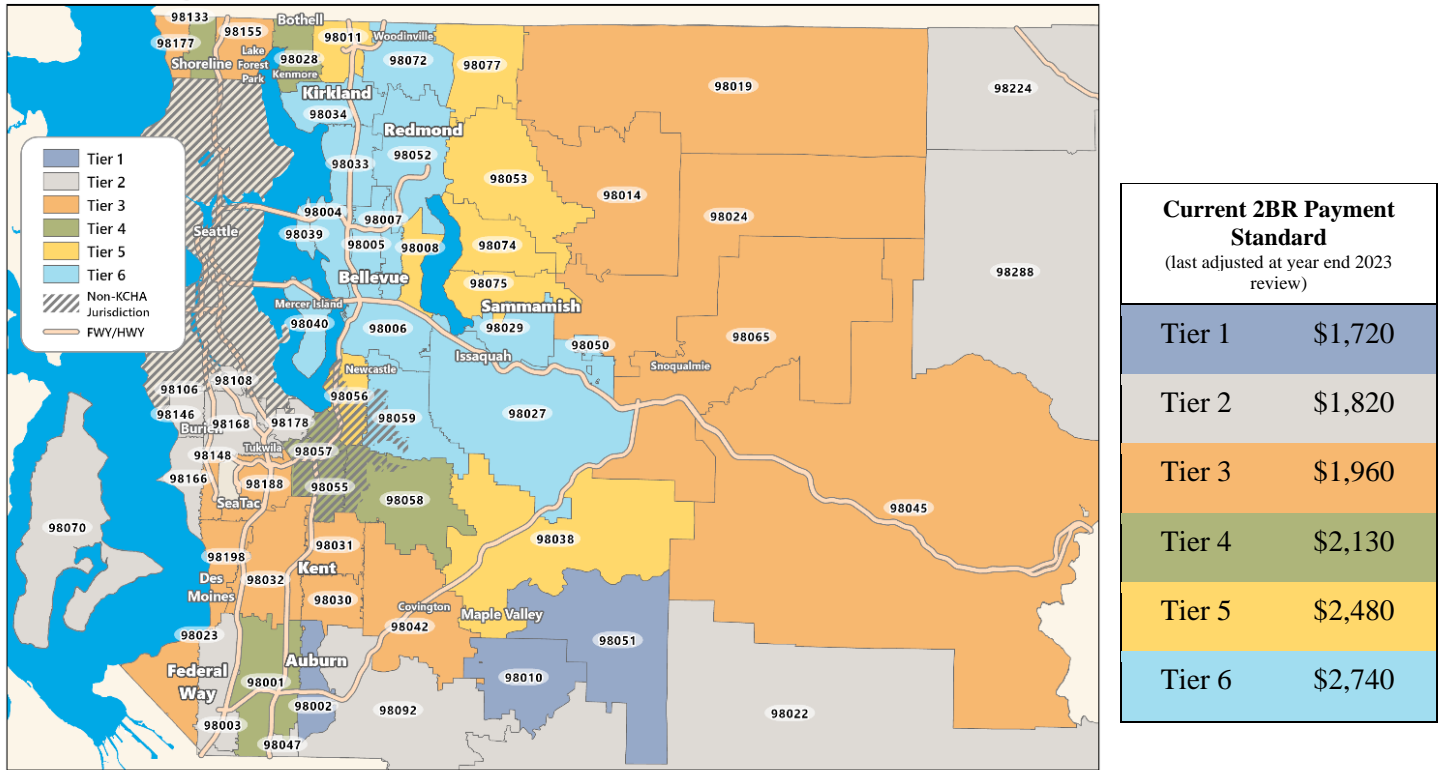 98133
Bothell
98177
98155
98011
Woodinville
Shoreline
Lake
Forest
Park
98028
Kenmore
98072
98077
98019
98224
Kirkland
98034
Redmond
98033
98052
98053
98014
98024
98004
98007
98039
98005
98008
98074
Seattle
Bellevue
98075
98288
Mercer Island
Sammamish
98040
98006
98029
98065
98050
Issaquah
Snoqualmie
Newcastle
98106
98108
98056
98146
Burien
98168
98178
98059
98027
Tukwila
98057
98148
98166
98188
98055
98058
SeaTac
98045
98070
98038
98031
98198
Kent
Des
Moines
98032
98030
Covington
Maple Valley
98042
98023
98051
Federal
Way
Auburn
98001
98010
98002
98092
98003
98022
98047
Tier 1
Tier 2
Tier 3
Tier 4
Tier 5
Tier 6
Non-KCHA
Jurisdiction
FWY/HWY
Current 2BR Payment
Standard
(last adjusted at year end 2023
review)
Tier 1 $1,720
Tier 2 $1,820
Tier 3 $1,960
Tier 4 $2,130
Tier 5 $2,480
Tier 6 $2,740